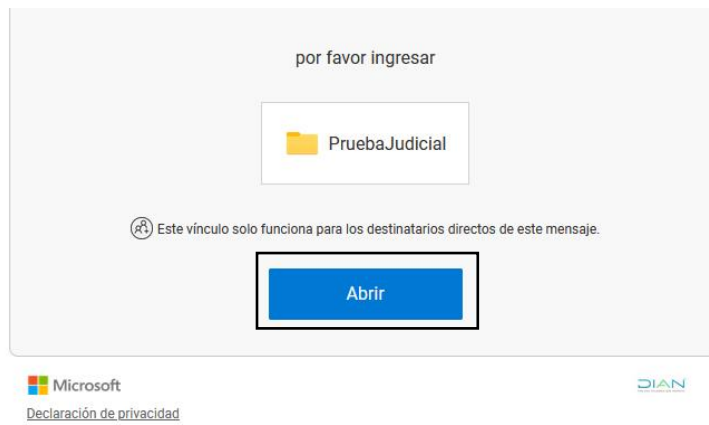 por favor ingresar
PruebaJudicial
Este vínculo solo funciona para los destinatarios directos de este mensaje.
Abrir
Microsoft
DIAN
Declaración de privacidad